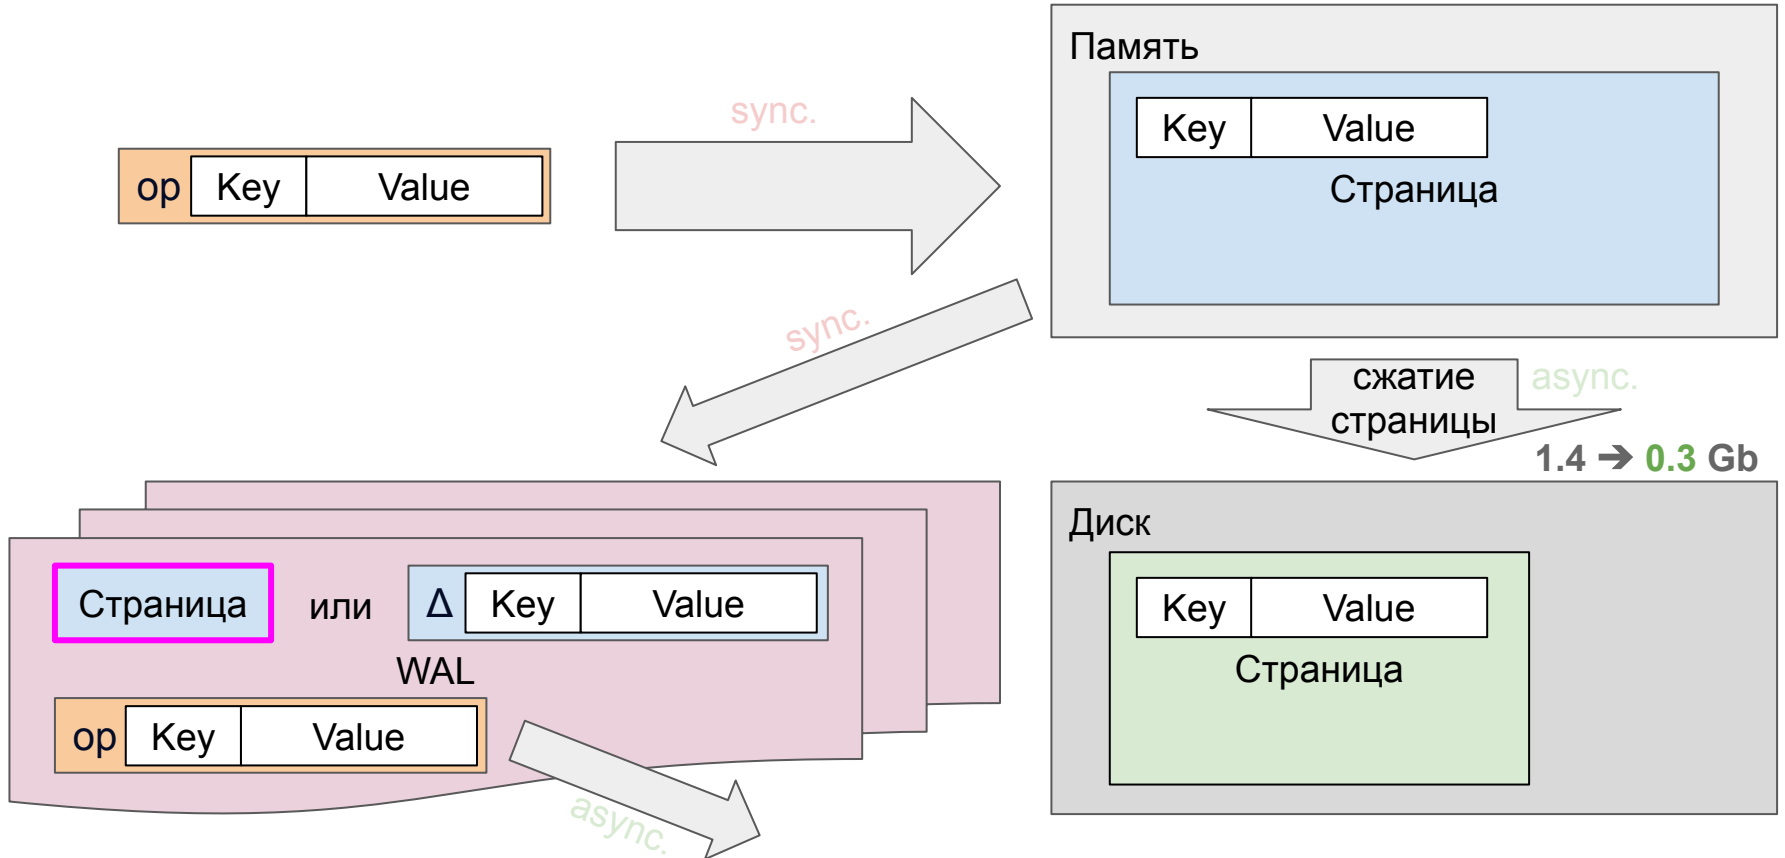 Память
sync.
Key Value
op Key Value
Страница
sync.
сжатие
страницы
async.
1.4 ➔ 0.3 Gb
Диск
Страница или Δ Key Value
Key Value
WAL
Страница
op Key Value
async.